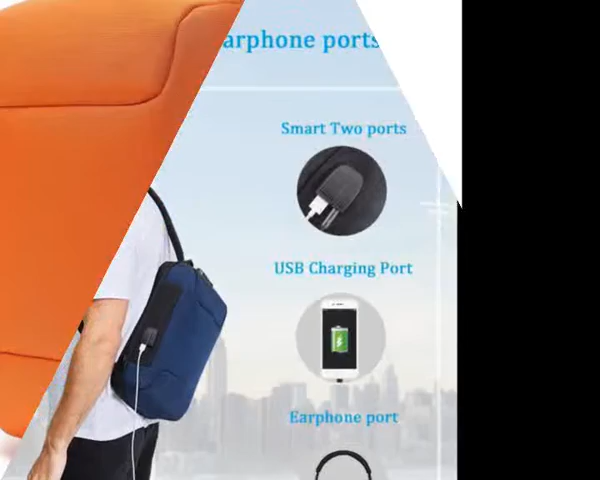 arphone ports
Smart Two ports
USB Charging Port
Earphone port